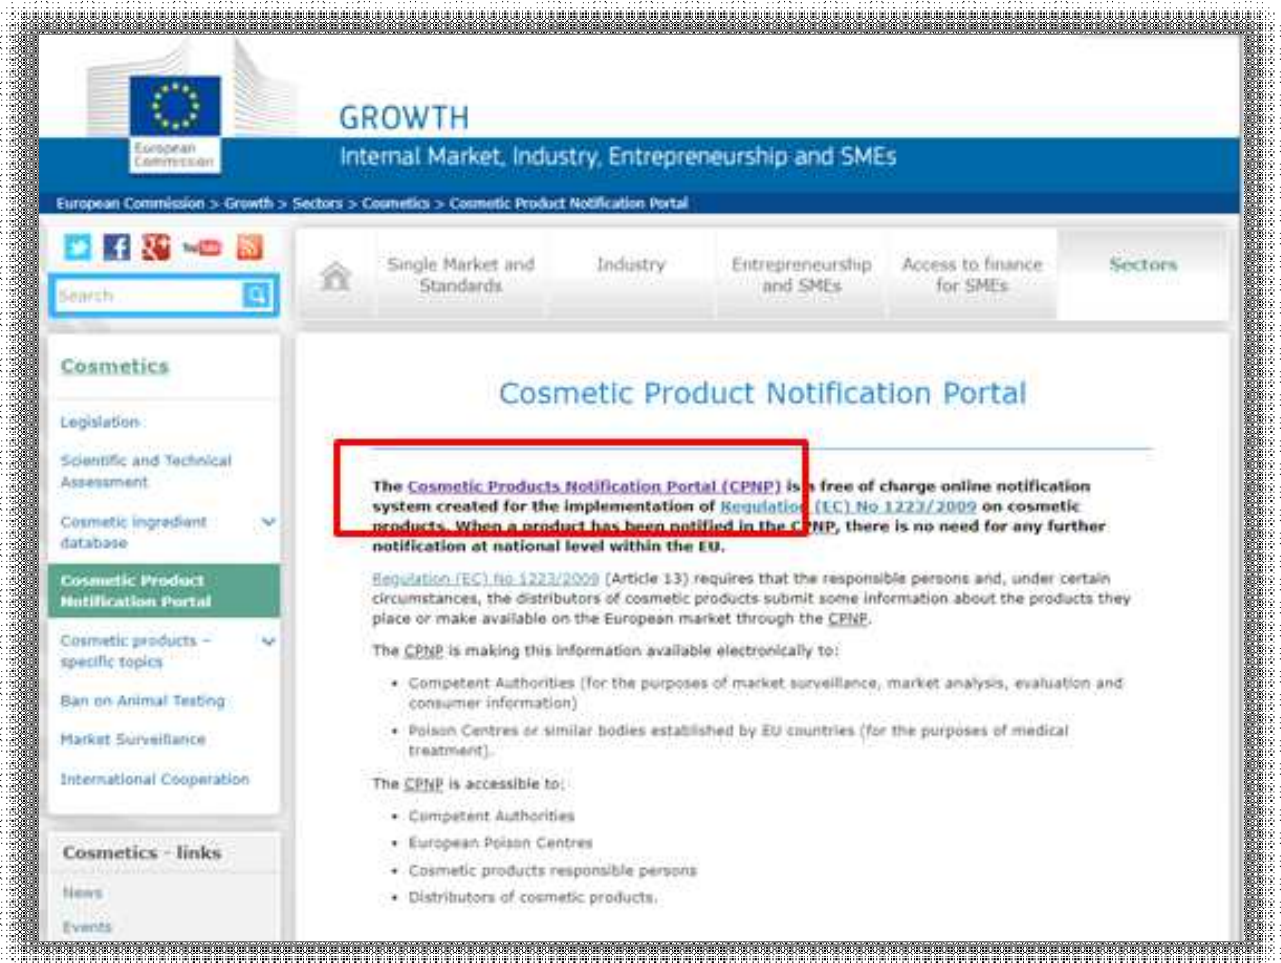 GROWTH
European
Commission
Internal Market, Industry, Entrepreneurship and SMEs
European Commission > Growth > Sectors > Cosmetics > Cosmetic Product Notification Portal
YouTube
Search
Single Market and
Standards
Industry
Entrepreneurship
and SMEs
Access to finance
for SMEs
Sectors
Cosmetics
Legislation
Scientific and Technical
Assessment
Cosmetic ingredient
database
Cosmetic Product
Notification Portal
Cosmetic products –
specific topics
Ban on Animal Testing
Market Surveillance
International Cooperation
Cosmetics - links
News
Events
Cosmetic Product Notification Portal
The Cosmetic Products Notification Portal (CPNP) is a free of charge online notification
system created for the implementation of Regulation (EC) No 1223/2009 on cosmetic
products. When a product has been notified in the CPNP, there is no need for any further
notification at national level within the EU.
Regulation (EC) No 1223/2009 (Article 13) requires that the responsible persons and, under certain
circumstances, the distributors of cosmetic products submit some information about the products they
place or make available on the European market through the CPNP.
The CPNP is making this information available electronically to:
• Competent Authorities (for the purposes of market surveillance, market analysis, evaluation and
consumer information)
• Poison Centres or similar bodies established by EU countries (for the purposes of medical
treatment).
The CPNP is accessible to:
• Competent Authorities
• European Poison Centres
• Cosmetic products responsible persons
• Distributors of cosmetic products.